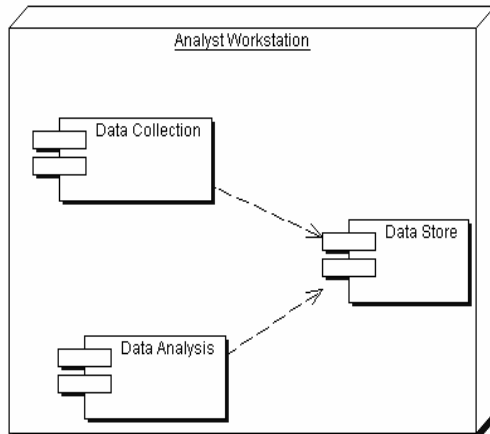 Analyst Workstation
Data Collection
Data Store
Data Analysis